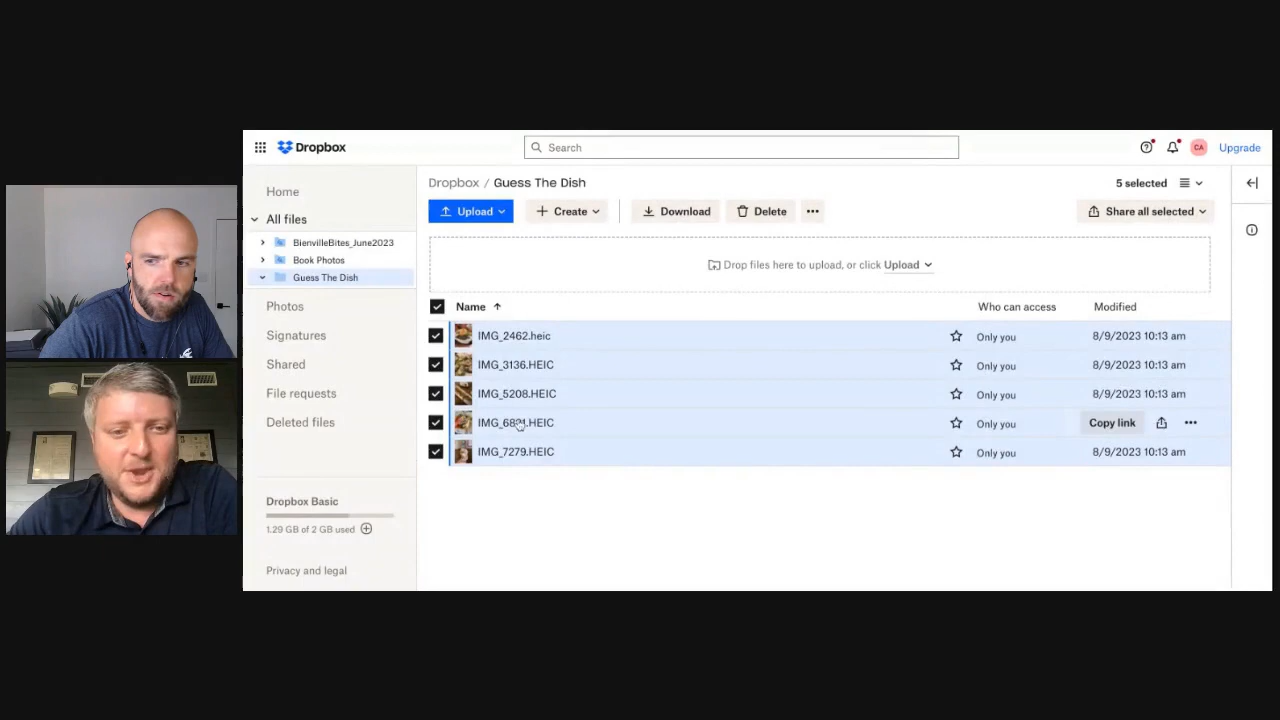 Dropbox
Search
CA
Upgrade
Home
All files
BienvilleBites_June2023
Book Photos
Guess The Dish
Photos
Signatures
Shared
File requests
Deleted files
Dropbox Basic
1.29 GB of 2 GB used
Privacy and legal
Dropbox / Guess The Dish
5 selected
Upload
Create
Download
Delete
Share all selected
Drop files here to upload, or click Upload
Name
Who can access
Modified
IMG_2462.heic Only you 8/9/2023 10:13 am
IMG_3136.HEIC Only you 8/9/2023 10:13 am
IMG_5208.HEIC Only you 8/9/2023 10:13 am
Only you Copy link
IMG_7279.HEIC Only you 8/9/2023 10:13 am